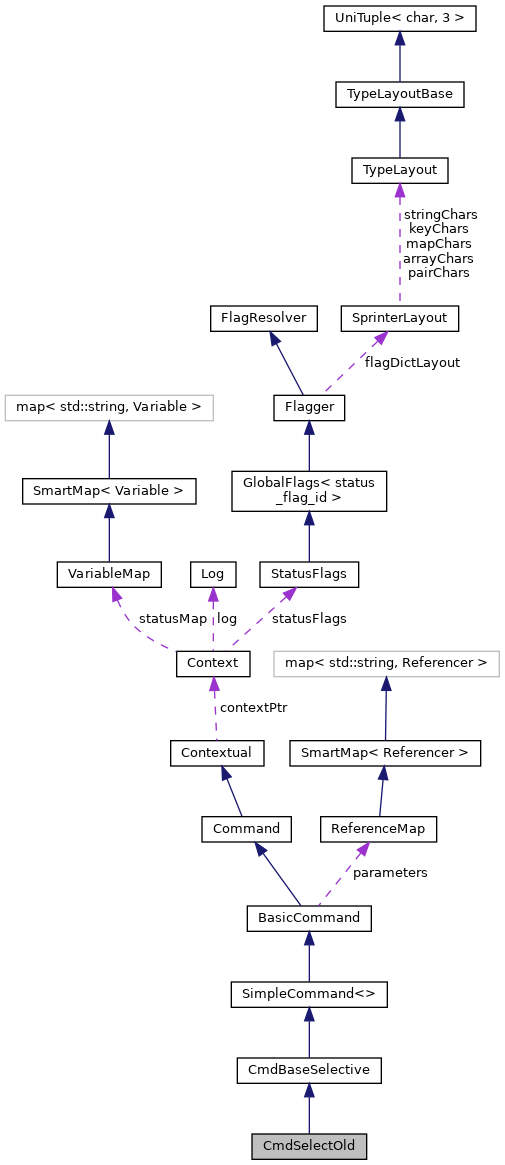 UniTuple< char, 3 >
TypeLayoutBase
TypeLayout
stringChars
keyChars
mapChars
arrayChars
pairChars
FlagResolver
SprinterLayout
flagDictLayout
map< std::string, Variable >
Flagger
SmartMap< Variable >
GlobalFlags< status
_flag_id >
VariableMap
Log
StatusFlags
statusMap
log
statusFlags
Context
map< std::string, Referencer >
contextPtr
Contextual
SmartMap< Referencer >
Command
ReferenceMap
parameters
BasicCommand
SimpleCommand<>
CmdBaseSelective
CmdSelectOld